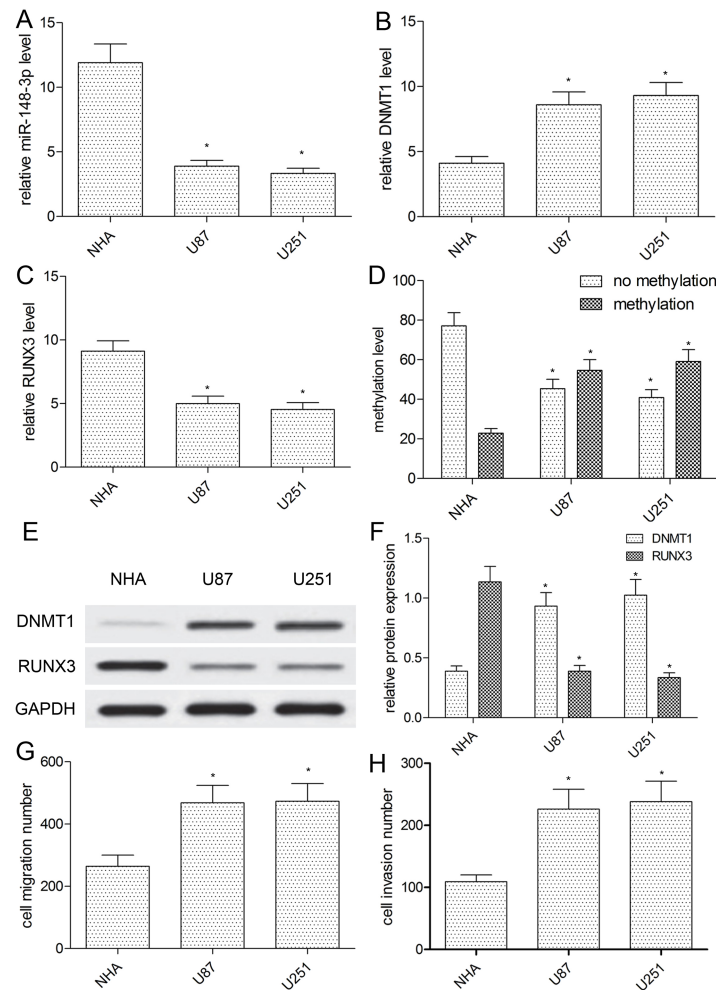 A
relative miR-148-3p level
15
10
5
0
NHA
*
U87
*
U251
B
relative DNMT1 level
15
10
5
0
NHA
*
U87
*
U251
C
relative RUNX3 level
15
10
5
0
NHA
*
U87
*
U251
D
no methylation
methylation
methylation level
100
80
60
40
20
0
NHA
* *
U87
* *
U251
E
NHA U87 U251
DNMT1
RUNX3
GAPDH
F
DNMT1
RUNX3
relative protein expression
1.5
1.0
0.5
0.0
NHA
* *
U87
* *
U251
G
cell migration number
600
400
200
0
NHA
*
U87
*
U251
H
cell invasion number
300
200
100
0
NHA
*
U87
*
U251